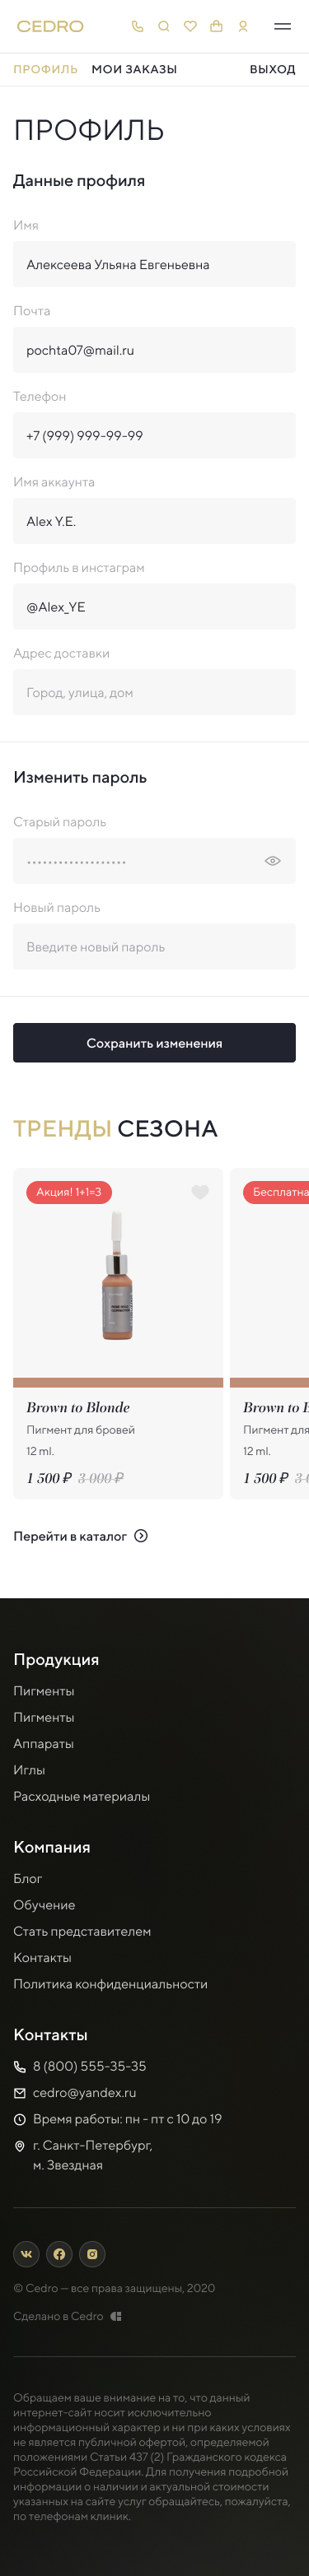 CEDRO
ПРОФИЛЬ МОИ ЗАКАЗЫ ВЫХОД
ПРОФИЛЬ
Данные профиля
Имя
Алексеева Ульяна Евгеньевна
Почта
pochta07@mail.ru
Телефон
+7 (999) 999-99-99
Имя аккаунта
Alex Y.E.
Профиль в инстаграм
@Alex_YE
Адрес доставки
Город, улица, дом
Изменить пароль
Старый пароль
Новый пароль
Введите новый пароль
Сохранить изменения
ТРЕНДЫ СЕЗОНА
Акция! 1+1=3
Бесплатна
Brown to Blonde
Пигмент для бровей
12 ml.
1 500 ₽ 3 000 ₽
Brown to
Пигмент для
12 ml.
1 500 ₽
Перейти в каталог
Продукция
Пигменты
Пигменты
Аппараты
Иглы
Расходные материалы
Компания
Блог
Обучение
Стать представителем
Контакты
Политика конфиденциальности
Контакты
8 (800) 555-35-35
cedro@yandex.ru
Время работы: пн - пт с 10 до 19
г. Санкт-Петербург,
м. Звездная
© Cedro — все права защищены, 2020
Сделано в Cedro
Обращаем ваше внимание на то, что данный
интернет-сайт носит исключительно
информационный характер и ни при каких условиях
не является публичной офертой, определяемой
положениями Статьи 437 (2) Гражданского кодекса
Российской Федерации. Для получения подробной
информации о наличии и актуальной стоимости
указанных на сайте услуг обращайтесь, пожалуйста,
по телефонам клиник.